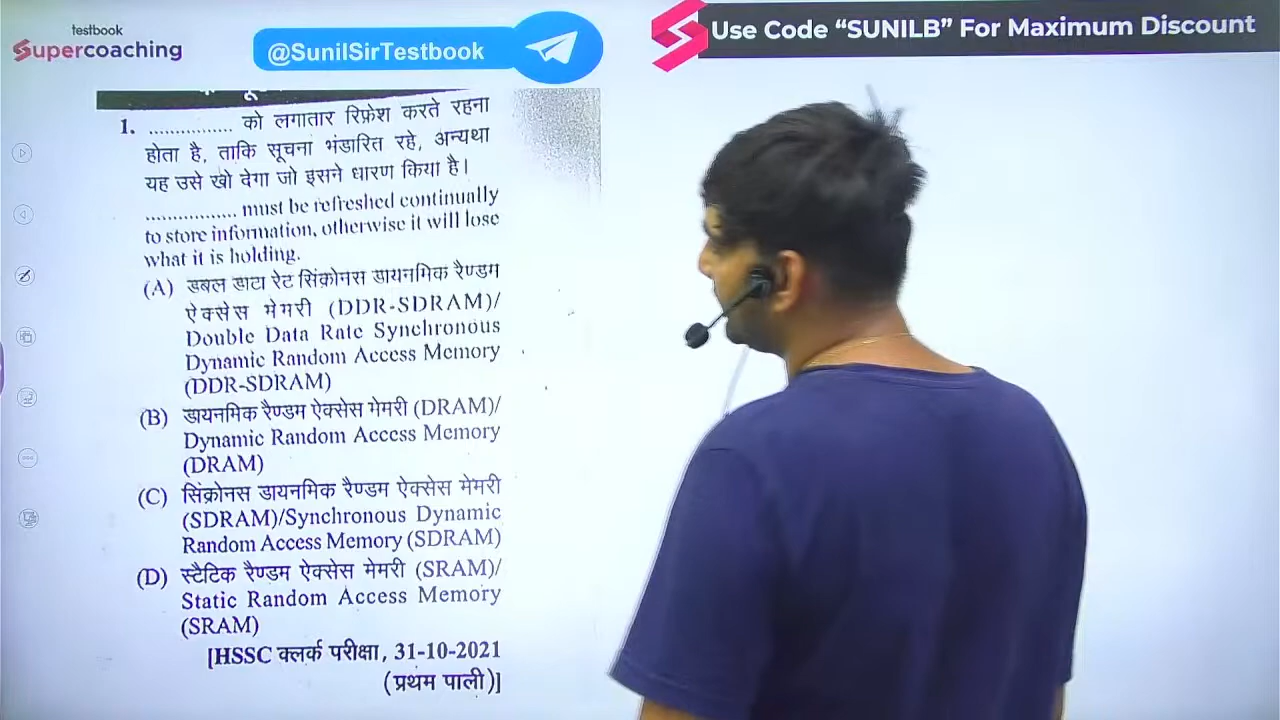 testbook
Supercoaching
@SunilSirTestbook
Use Code “SUNILB” For Maximum Discount
1. ................ को लगातार रिफ्रेश करते रहना
होता है, ताकि सूचना भंडारित रहे, अन्यथा
यह उसे खो देगा जो इसने धारण किया है।
................. must be refreshed continually
to store information, otherwise it will lose
what it is holding.
(A) डबल डाटा रेट सिंक्रोनस डायनमिक रैण्डम
ऐक्सेस मेमरी (DDR-SDRAM)/
Double Data Rate Synchronous
Dynamic Random Access Memory
(DDR-SDRAM)
(B) डायनमिक रैण्डम ऐक्सेस मेमरी (DRAM)/
Dynamic Random Access Memory
(DRAM)
(C) सिंक्रोनस डायनमिक रैण्डम ऐक्सेस मेमरी
(SDRAM)/Synchronous Dynamic
Random Access Memory (SDRAM)
(D) स्टैटिक रैण्डम ऐक्सेस मेमरी (SRAM)/
Static Random Access Memory
(SRAM)
[HSSC क्लर्क परीक्षा, 31-10-2021
(प्रथम पाली)]